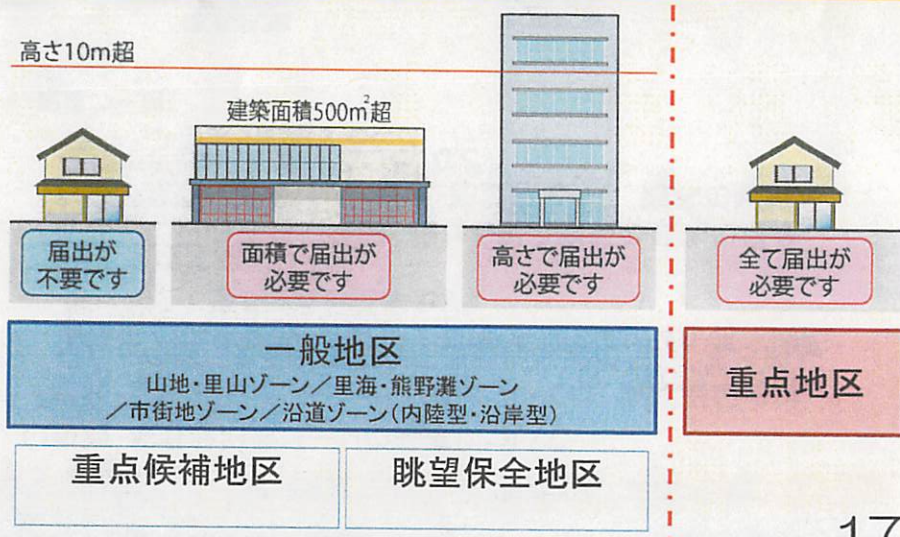 高さ10m超
建築面積500㎡超
届出が
不要です
面積で届出が
必要です
高さで届出が
必要です
全て届出が
必要です
一般地区
山地・里山ゾーン／里海・熊野灘ゾーン
／市街地ゾーン／沿道ゾーン(内陸型・沿岸型)
重点地区
重点候補地区
眺望保全地区
17